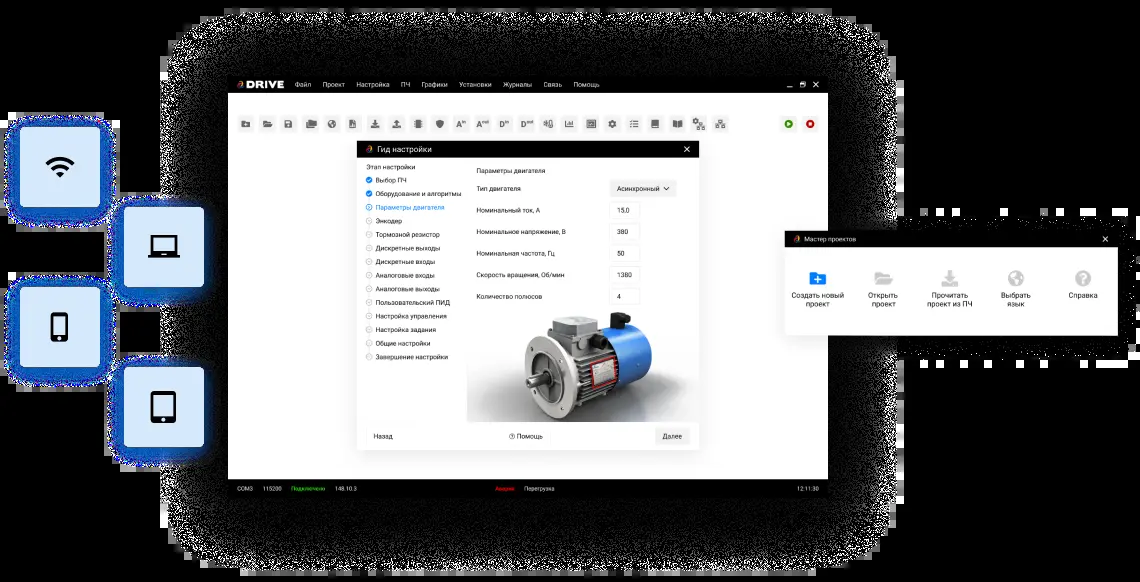 DRIVE
Файл Проект Настройка ПЧ Графики Установки Журналы Связь Помощь
Гид настройки
Этап настройки
Выбор ПЧ
Оборудование и алгоритмы
Параметры двигателя
Энкодер
Тормозной резистор
Дискретные выходы
Дискретные входы
Аналоговые входы
Аналоговые выходы
Пользовательский ПИД
Настройка управления
Настройка задания
Общие настройки
Завершение настройки
Параметры двигателя
Тип двигателя Асинхронный
Номинальный ток, А 15,0
Номинальное напряжение, В 380
Номинальная частота, Гц 50
Скорость вращения, Об/мин 1380
Количество полюсов 4
Назад Помощь Далее
COM3 115200 Подключено 148.10.3 Авария Перегрузка 12:11:30
Мастер проектов
Создать новый
проект
Открыть
проект
Прочитать
проект из ПЧ
Выбрать
язык
Справка